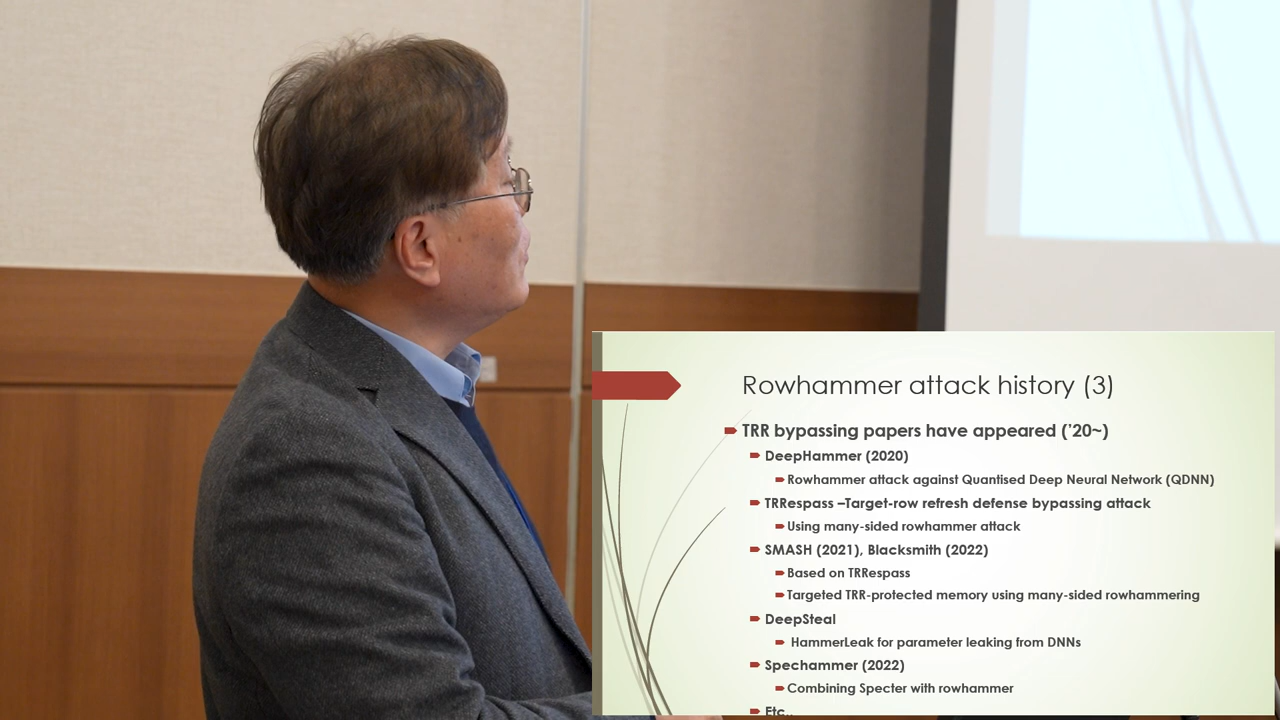 Rowhammer attack history (3)
TRR bypassing papers have appeared ('20~)
DeepHammer (2020)
Rowhammer attack against Quantised Deep Neural Network (QDNN)
TRRespass –Target-row refresh defense bypassing attack
Using many-sided rowhammer attack
SMASH (2021), Blacksmith (2022)
Based on TRRespass
Targeted TRR-protected memory using many-sided rowhammering
DeepSteal
HammerLeak for parameter leaking from DNNs
Spechammer (2022)
Combining Specter with rowhammer
Etc..